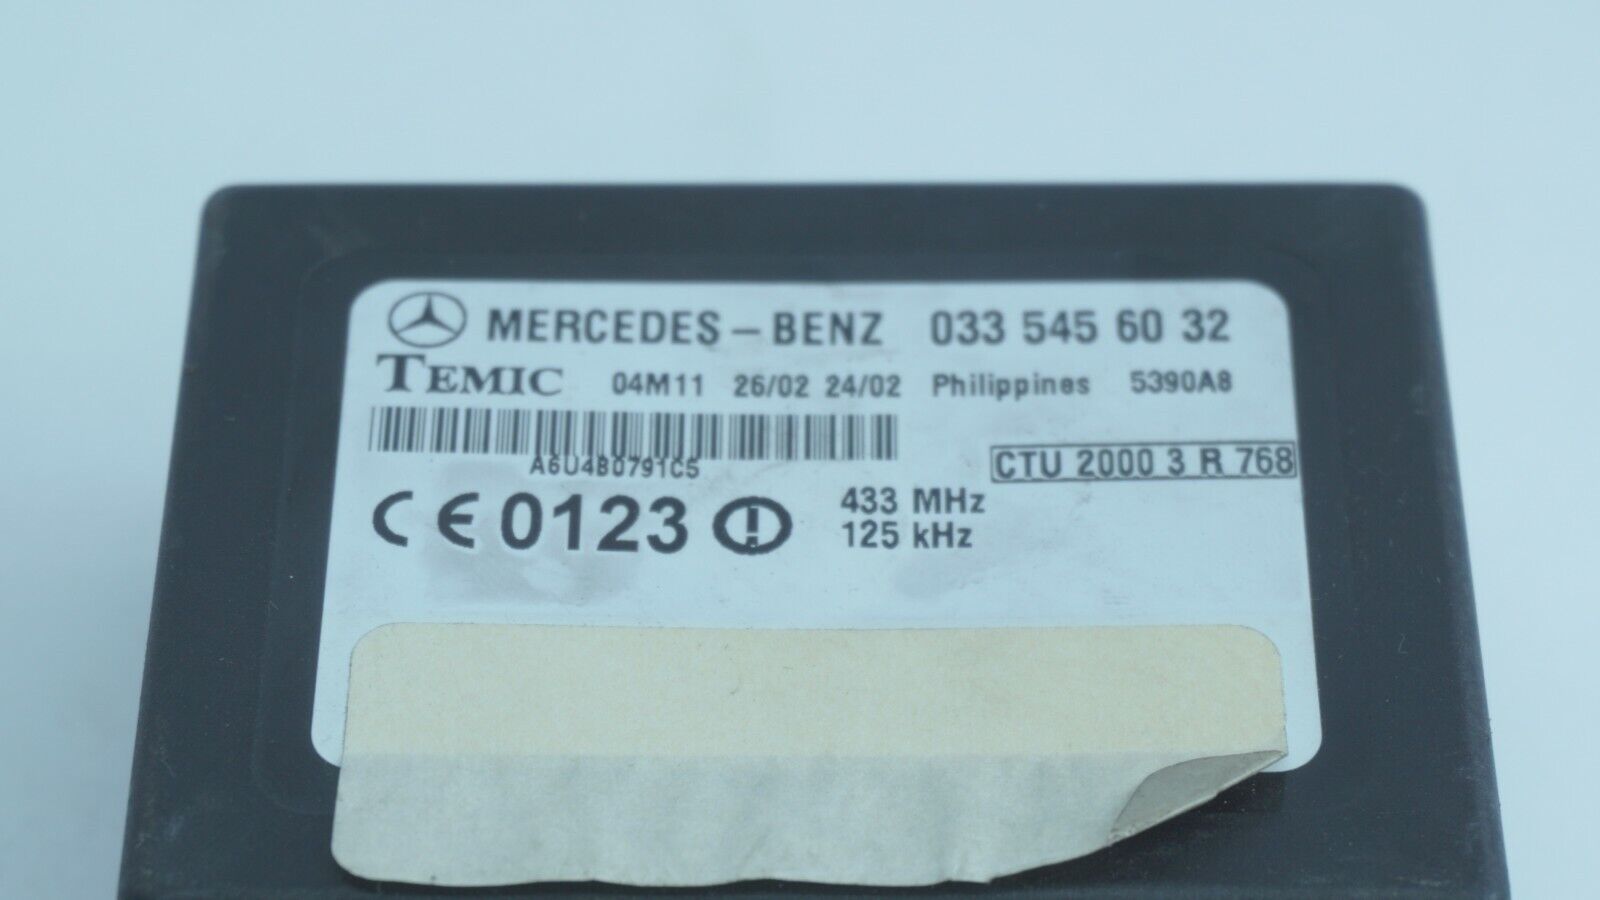 MERCEDES-BENZ 033 545 60 32
TEMIC 04M11 26/02 24/02 Philippines 5390A8
A6U4B0791C5
CTU 2000 3 R 768
CE 0123 ! 433 MHz
125 kHz